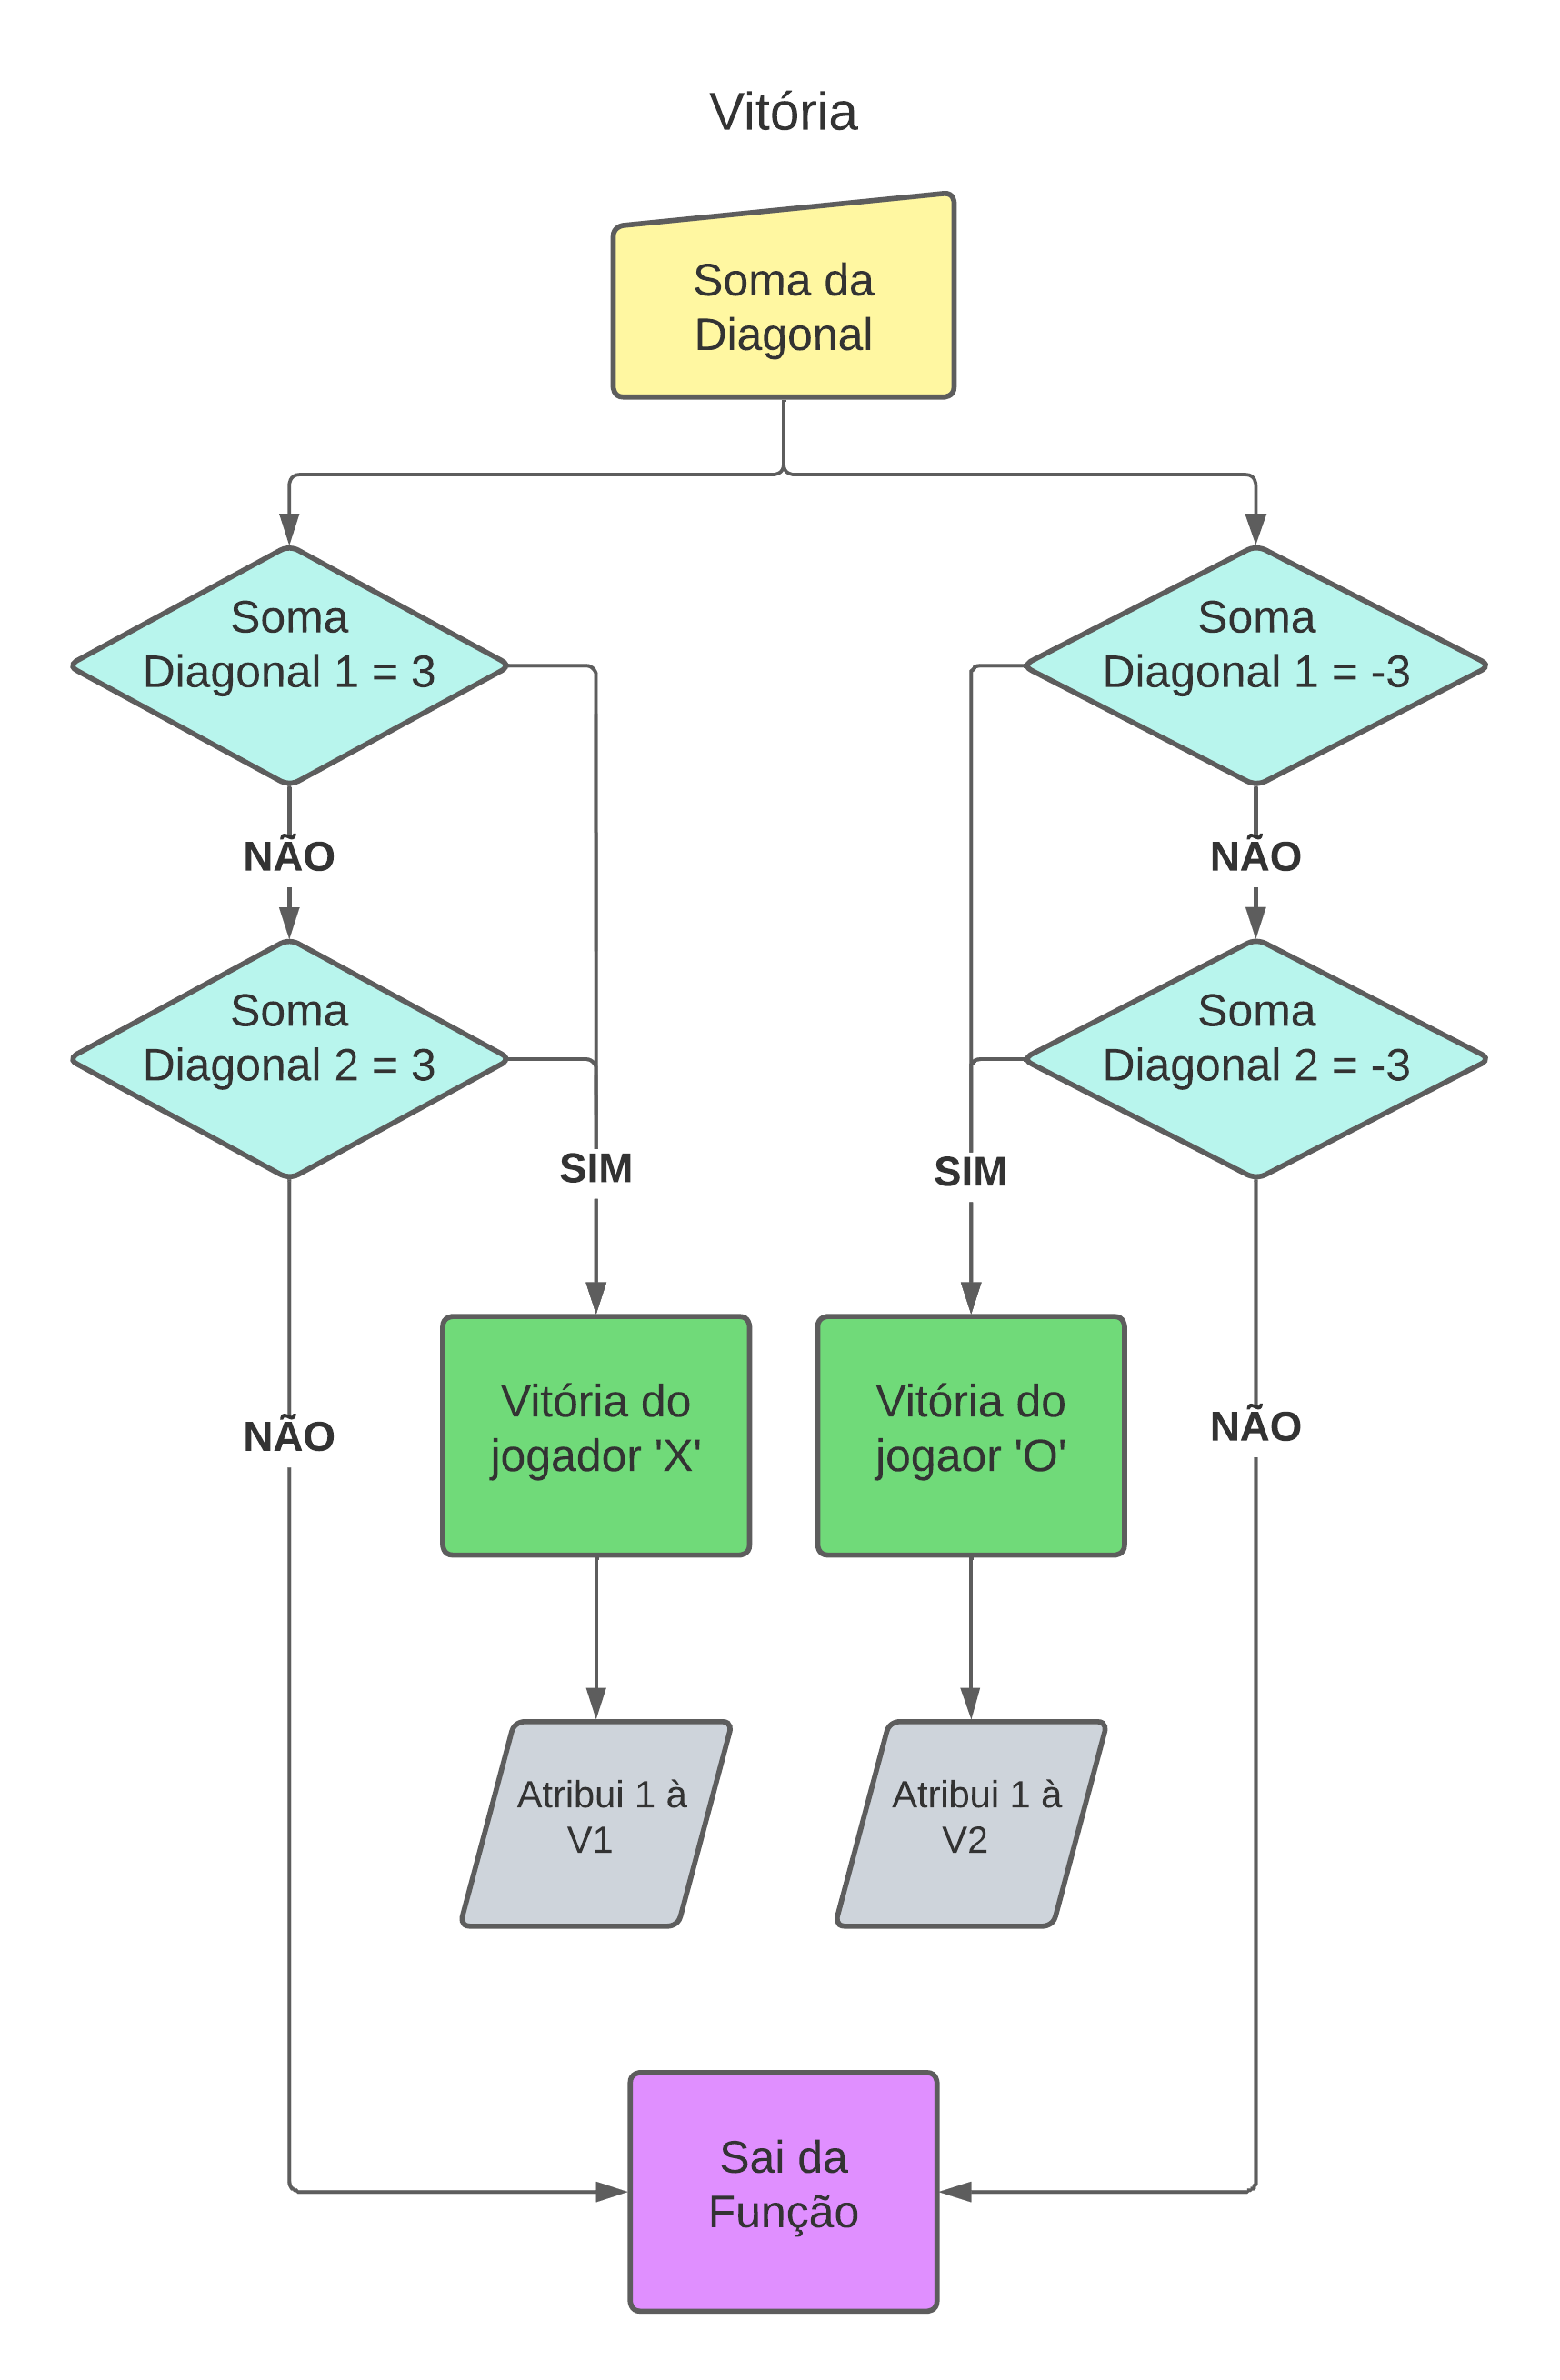 Vitória
Soma da
Diagonal
Soma
Diagonal 1 = 3
Soma
Diagonal 1 = -3
NÃO
NÃO
Soma
Diagonal 2 = 3
Soma
Diagonal 2 = -3
SIM
SIM
Vitória do
jogador 'X'
Vitória do
jogaor 'O'
NÃO
NÃO
Atribui 1 à
V1
Atribui 1 à
V2
Sai da
Função